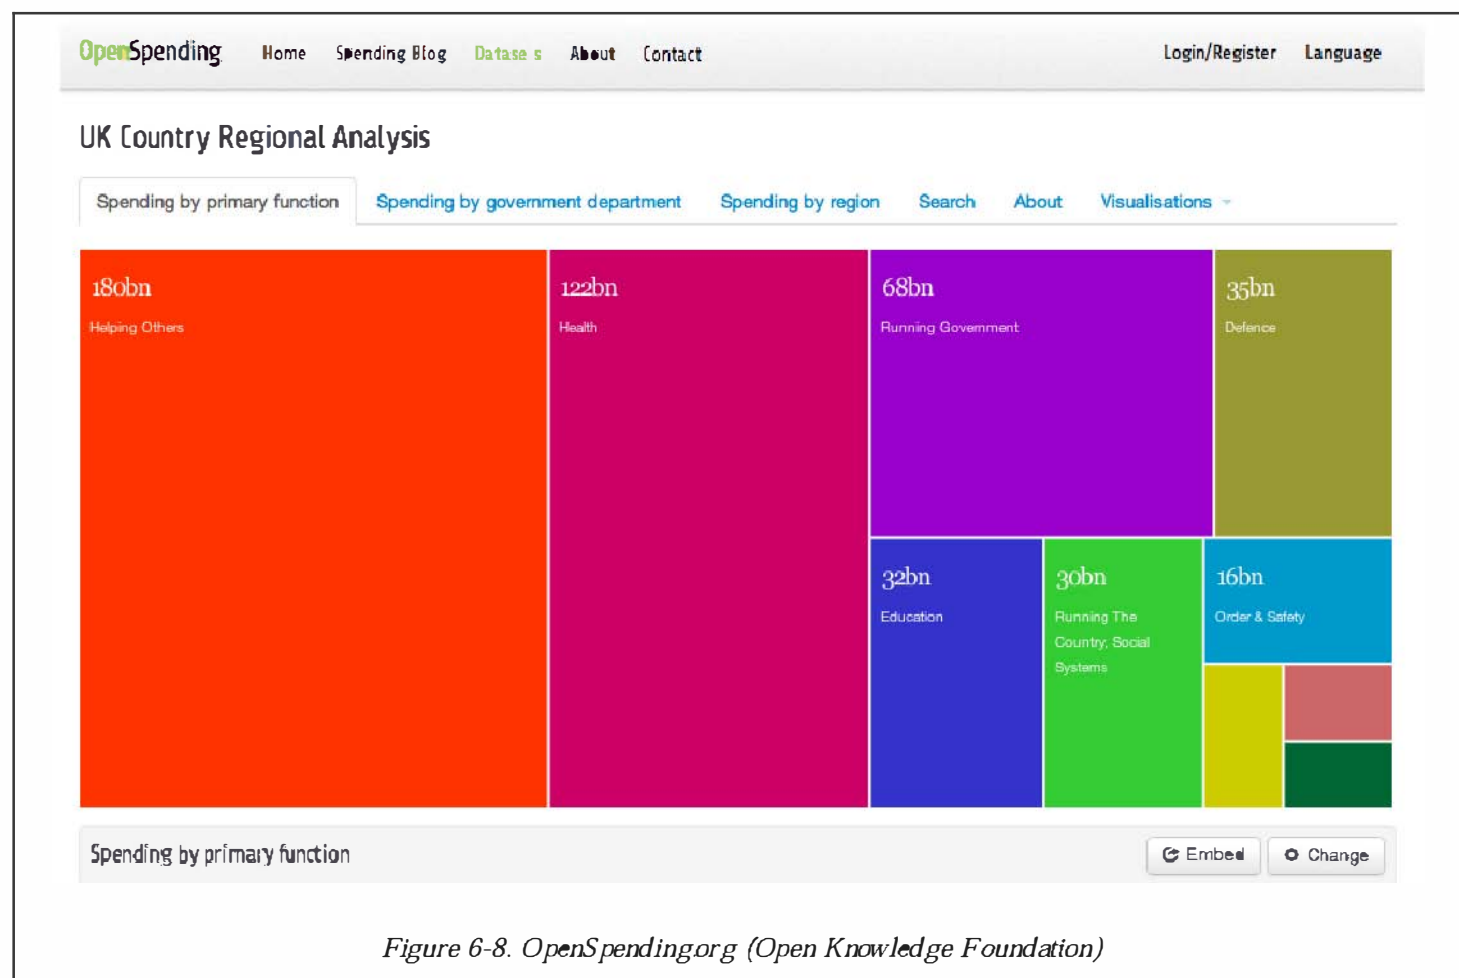 OpenSpending Home Spending Blog Datasets About Contact Login/Register Language
UK Country Regional Analysis
Spending by primary function Spending by government department Spending by region Search About Visualisations
180bn 122bn 68bn 35bn
Helping Others Health Running Government Defence
32bn 30bn 16bn
Education Running The Order & Safety
Country, Social
Systems
Spending by primary function Embed Change
Figure 6-8. OpenSpending.org (Open Knowledge Foundation)